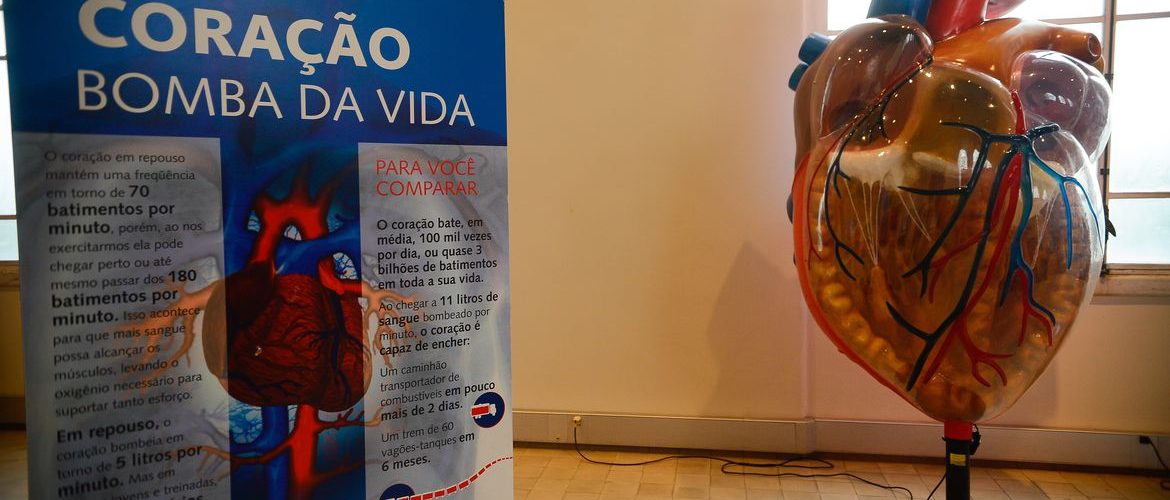 CORAÇÃO
BOMBA DA VIDA
O coração em repouso
mantém uma freqüência
em torno de 70
batimentos por
minuto, porém, ao nos
exercitarmos ela pode
chegar perto ou até
mesmo passar dos 180
batimentos por
minuto. Isso acontece
para que mais sangue
possa alcançar os
músculos, levando o
oxigênio necessário para
suportar tanto esforço.
Em repouso, o
coração bombeia em
torno de 5 litros por
minuto. Mas em
jovens e treinadas,
PARA VOCÊ
COMPARAR
O coração bate, em
média, 100 mil vezes
por dia, ou quase 3
bilhões de batimentos
em toda a sua vida.
Ao chegar a 11 litros de
sangue bombeado por
minuto, o coração é
capaz de encher:
Um caminhão
transportador de
combustíveis em pouco
mais de 2 dias.
Um trem de 60
vagões-tanques em
6 meses.